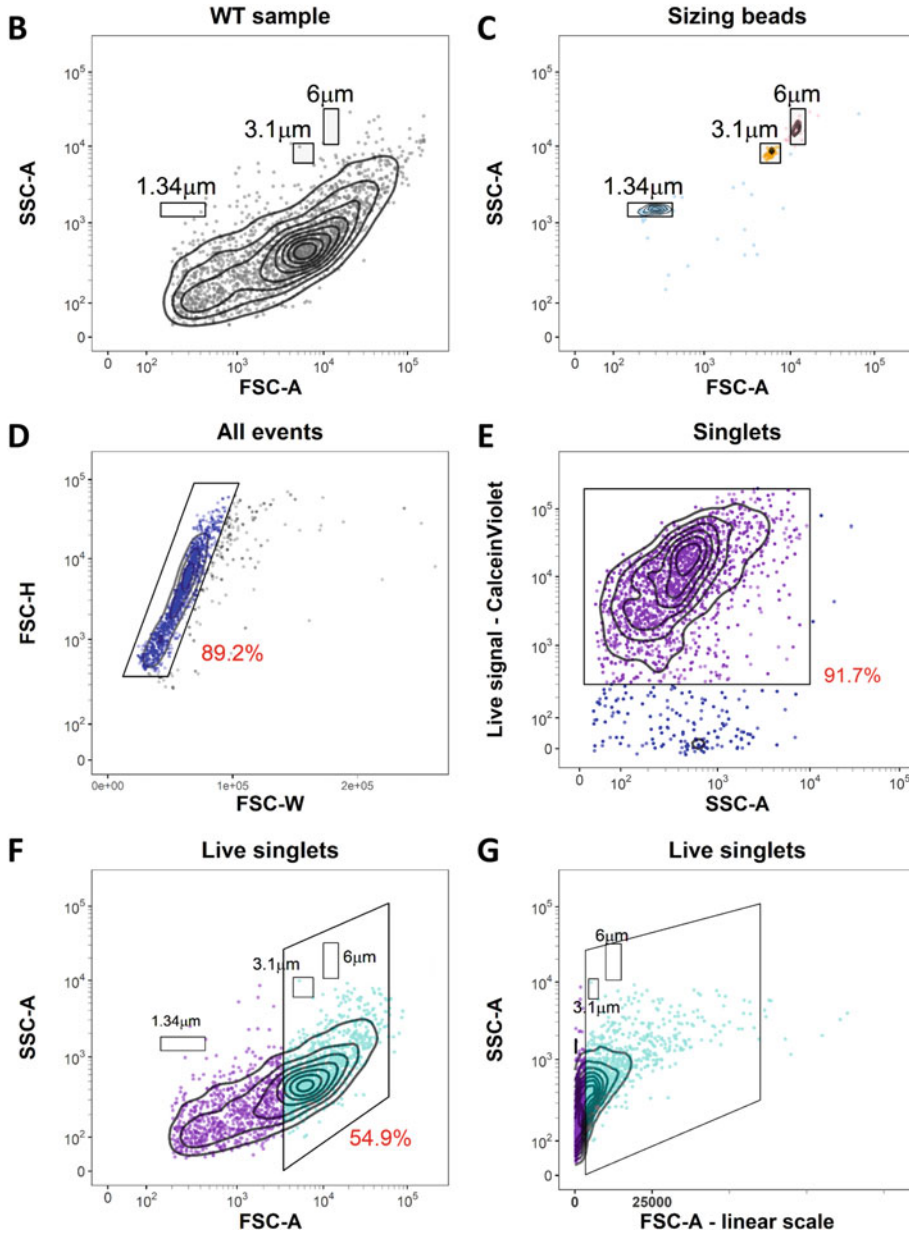 B
WT sample
SSC-A
10⁵
10⁴
10³
10²
0
6μm
3.1μm
1.34μm
0 10² 10³ 10⁴ 10⁵
FSC-A
C
Sizing beads
SSC-A
10⁵
10⁴
10³
10²
0
6μm
3.1μm
1.34μm
0 10² 10³ 10⁴ 10⁵
FSC-A
D
All events
FSC-H
10⁵
10⁴
10³
10²
0
89.2%
0e+00 1e+05 2e+05
FSC-W
E
Singlets
Live signal - CalceinViolet
10⁵
10⁴
10³
10²
0
91.7%
0 10² 10³ 10⁴ 10⁵
SSC-A
F
Live singlets
SSC-A
10⁵
10⁴
10³
10²
0
3.1μm
6μm
1.34μm
54.9%
0 10² 10³ 10⁴ 10⁵
FSC-A
G
Live singlets
SSC-A
10⁵
10⁴
10³
10²
0
6μm
3.1μm
0 25000
FSC-A - linear scale